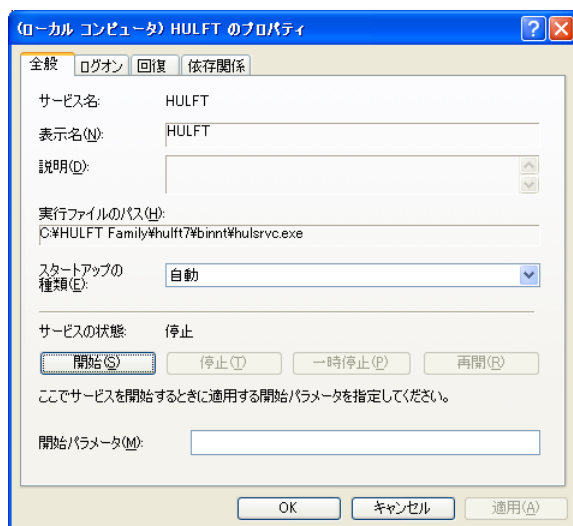 (ローカル コンピュータ) HULFT のプロパティ
全般 ログオン 回復 依存関係
サービス名: HULFT
表示名(N): HULFT
説明(D):
実行ファイルのパス(H):
C:¥HULFT Family¥hulft7¥binnt¥hulsrvc.exe
スタートアップの
種類(E): 自動
サービスの状態: 停止
開始(S) 停止(T) 一時停止(P) 再開(R)
ここでサービスを開始するときに適用する開始パラメータを指定してください。
開始パラメータ(M):
OK キャンセル 適用(A)